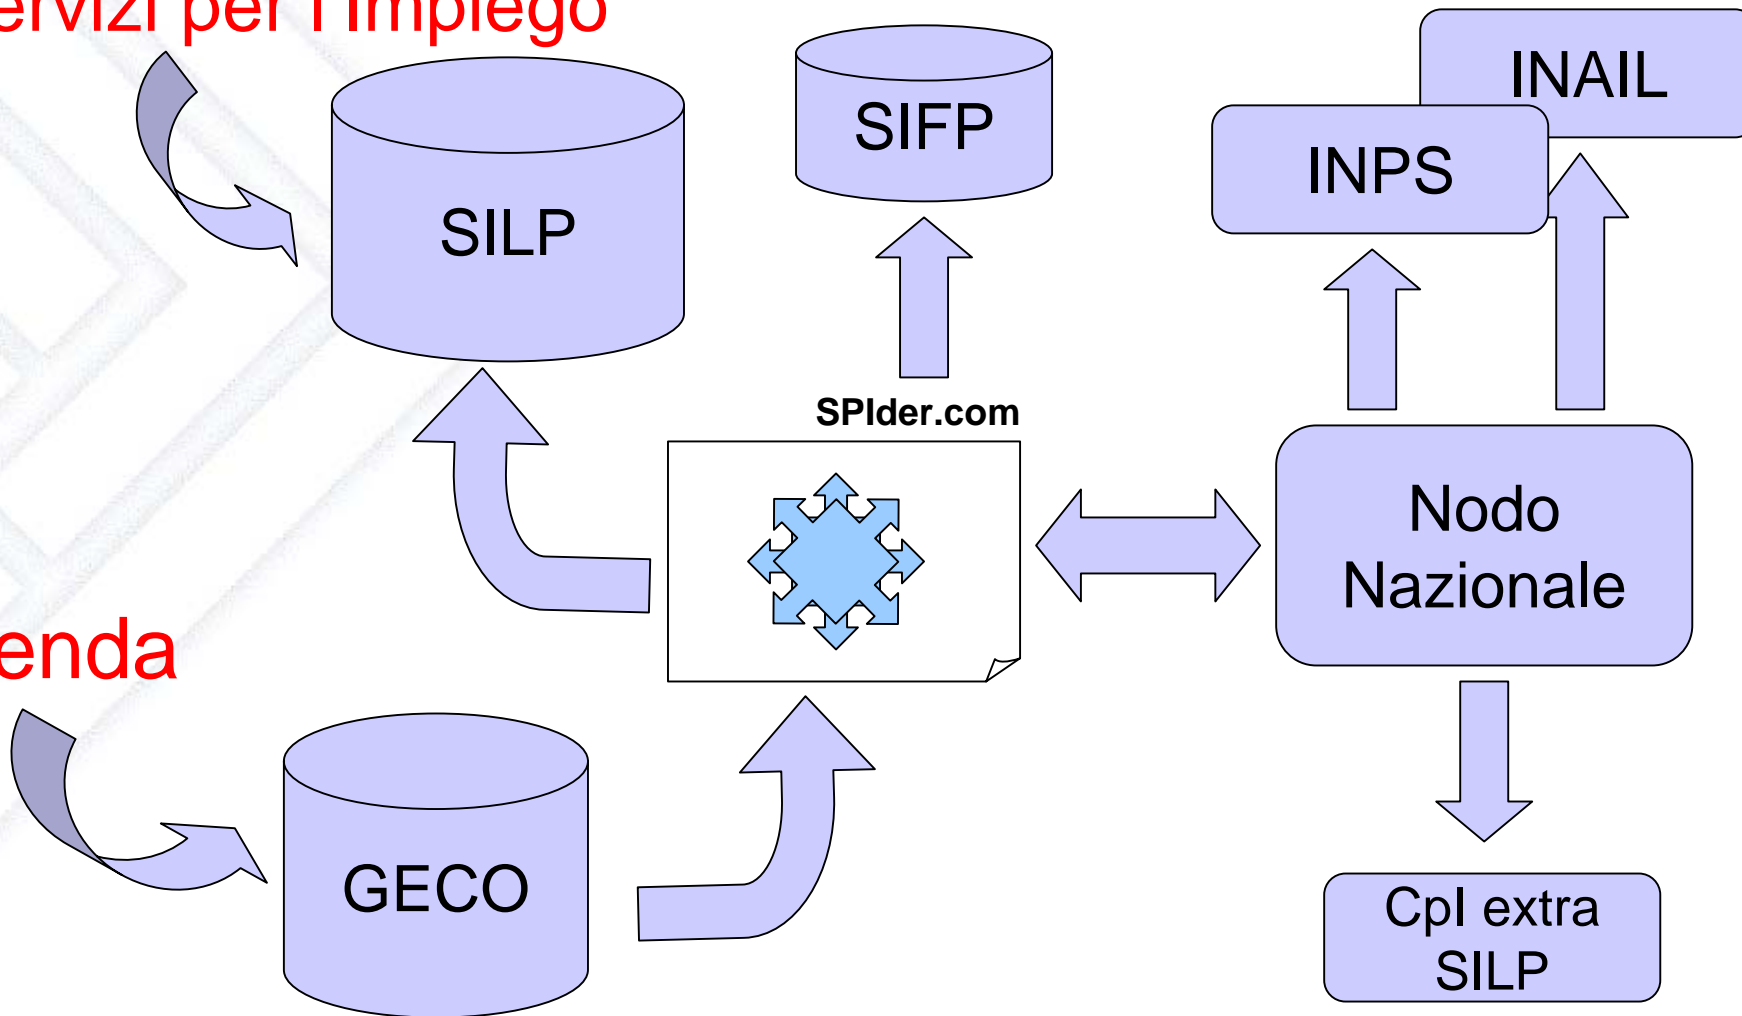 ervizi per l'Impiego
INAIL
SIFP
INPS
SILP
SPIder.com
Nodo
Nazionale
enda
GECO
CpI extra
SILP